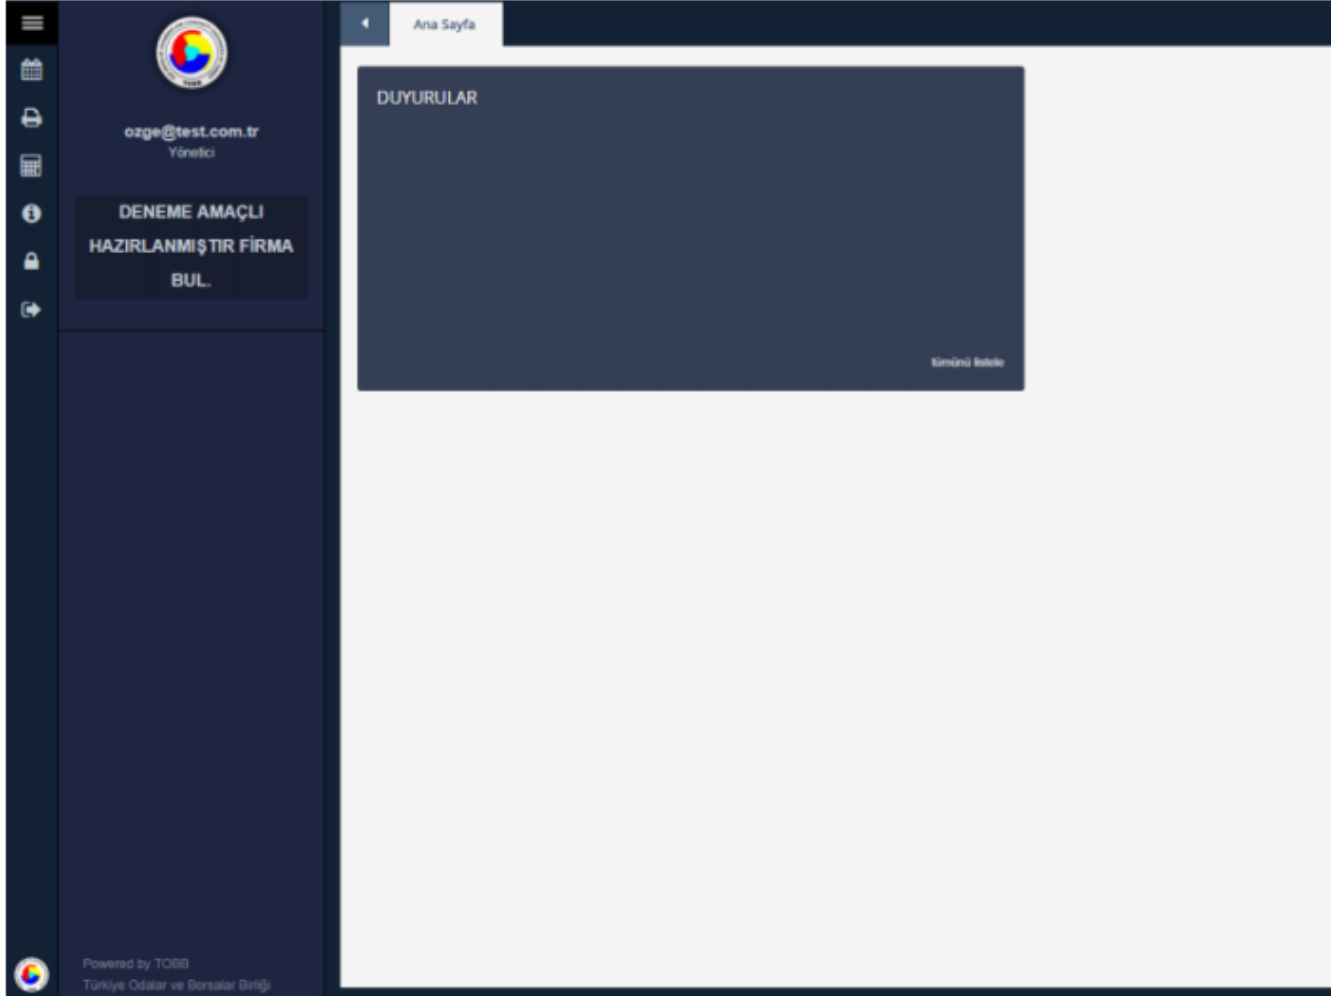 Ana Sayfa
TOBB
ozge@test.com.tr
Yönetici
DENEME AMAÇLI
HAZIRLANMIŞTIR FİRMA
BUL.
DUYURULAR
tümünü listele
Powered by TOBB
Türkiye Odalar ve Borsalar Birliği